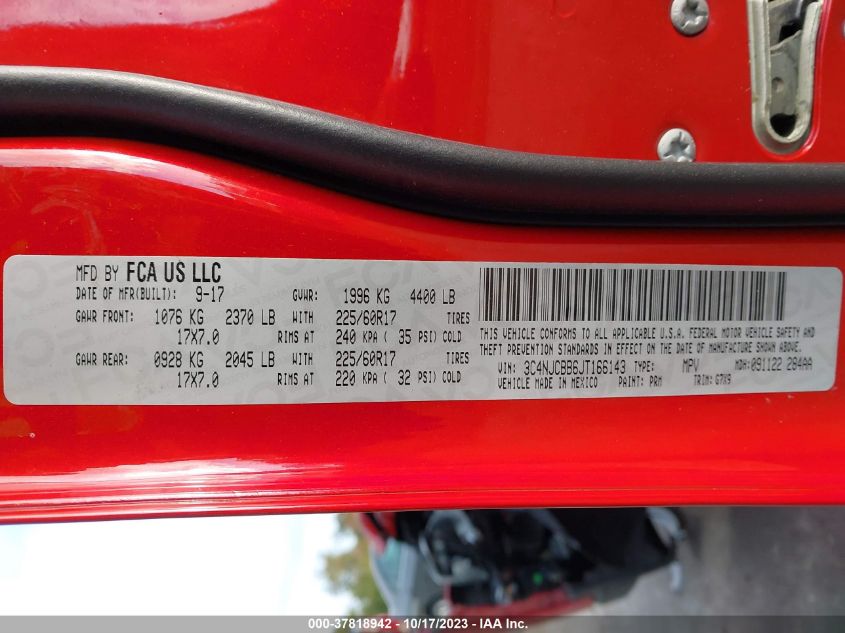 MFD BY FCA US LLC
DATE OF MFR(BUILT): 9-17 GVWR: 1996 KG 4400 LB
GAWR FRONT: 1076 KG 2370 LB WITH 225/60R17 TIRES
17X7.0 RIMS AT 240 KPA ( 35 PSI) COLD
GAWR REAR: 0928 KG 2045 LB WITH 225/60R17 TIRES
17X7.0 RIMS AT 220 KPA ( 32 PSI) COLD
THIS VEHICLE CONFORMS TO ALL APPLICABLE U.S.A. FEDERAL MOTOR VEHICLE SAFETY AND
THEFT PREVENTION STANDARDS IN EFFECT ON THE DATE OF MANUFACTURE SHOWN ABOVE.
VIN: 3C4NJCBB6JT166143 TYPE: MPV MDH:091122 284AA
VEHICLE MADE IN MEXICO PAINT: PRM TRIM: G7X9
000-37818942 - 10/17/2023 - IAA Inc.